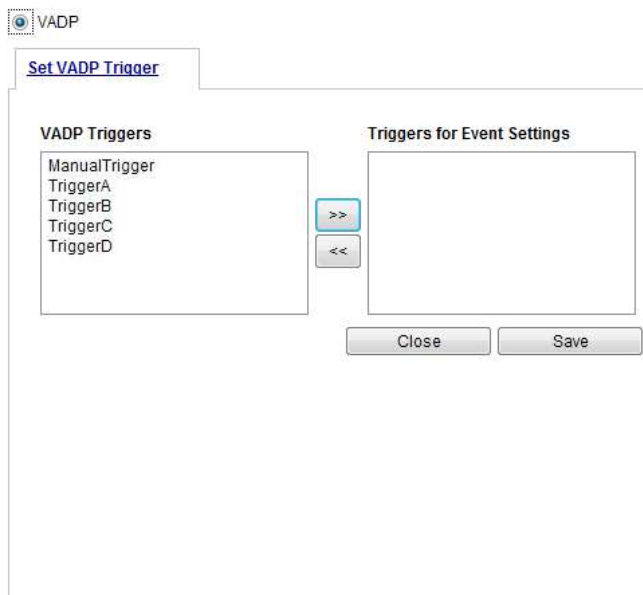 VADP
Set VADP Trigger
VADP Triggers
Triggers for Event Settings
ManualTrigger
TriggerA
TriggerB
TriggerC
TriggerD
>>
<<
Close
Save